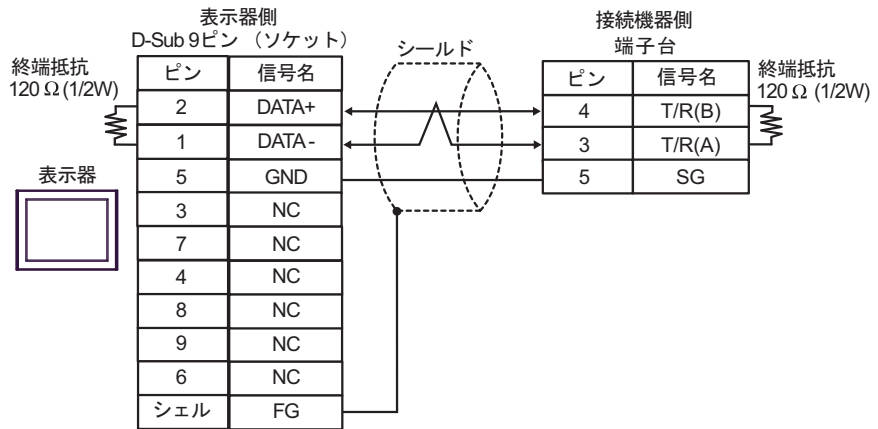 表示器側
D-Sub 9ピン （ソケット）
シールド
接続機器側
端子台
終端抵抗
120 Ω (1/2W)
ピン 信号名
2 DATA+
1 DATA-
5 GND
3 NC
7 NC
4 NC
8 NC
9 NC
6 NC
シェル FG
表示器
ピン 信号名
4 T/R(B)
3 T/R(A)
5 SG
終端抵抗
120 Ω (1/2W)